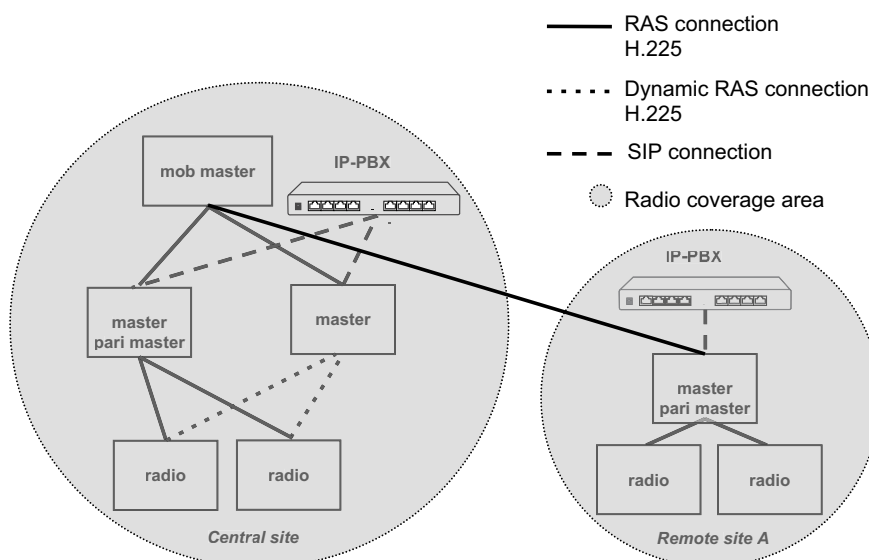 RAS connection
H.225
Dynamic RAS connection
H.225
SIP connection
Radio coverage area
mob master
IP-PBX
master
pari master
master
radio
radio
Central site
IP-PBX
master
pari master
radio
radio
Remote site A